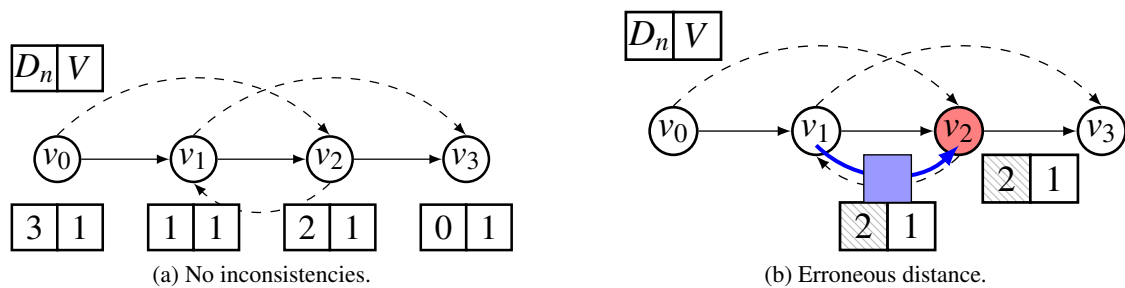 D_n V
v_0 v_1 v_2 v_3
3 1 1 1 2 1 0 1
(a) No inconsistencies.
D_n V
v_0 v_1 v_2 v_3
2 1
2 1
(b) Erroneous distance.